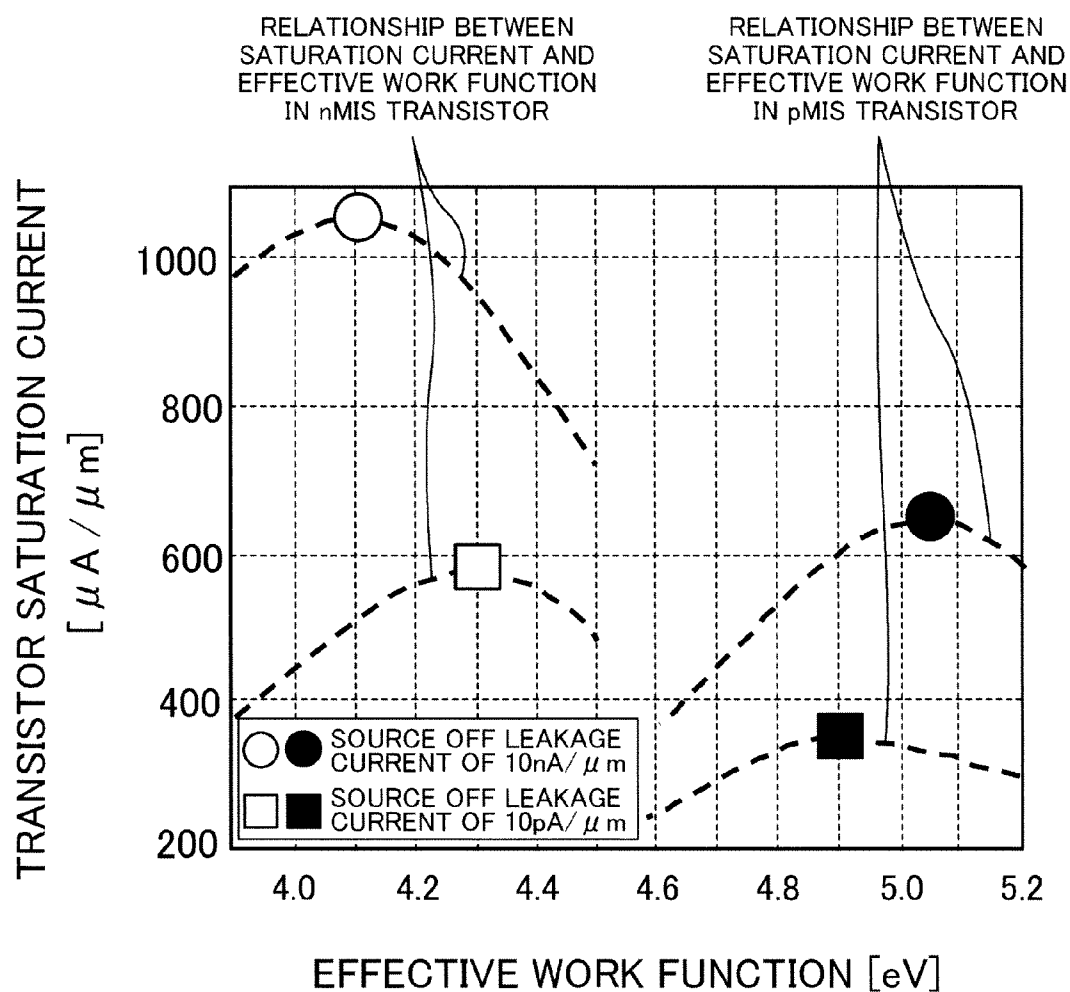 RELATIONSHIP BETWEEN
SATURATION CURRENT AND
EFFECTIVE WORK FUNCTION
IN nMIS TRANSISTOR
RELATIONSHIP BETWEEN
SATURATION CURRENT AND
EFFECTIVE WORK FUNCTION
IN pMIS TRANSISTOR
TRANSISTOR SATURATION CURRENT
[μA/μm]
1000
800
600
400
200
SOURCE OFF LEAKAGE
CURRENT OF 10nA/μm
SOURCE OFF LEAKAGE
CURRENT OF 10pA/μm
4.0 4.2 4.4 4.6 4.8 5.0 5.2
EFFECTIVE WORK FUNCTION [eV]